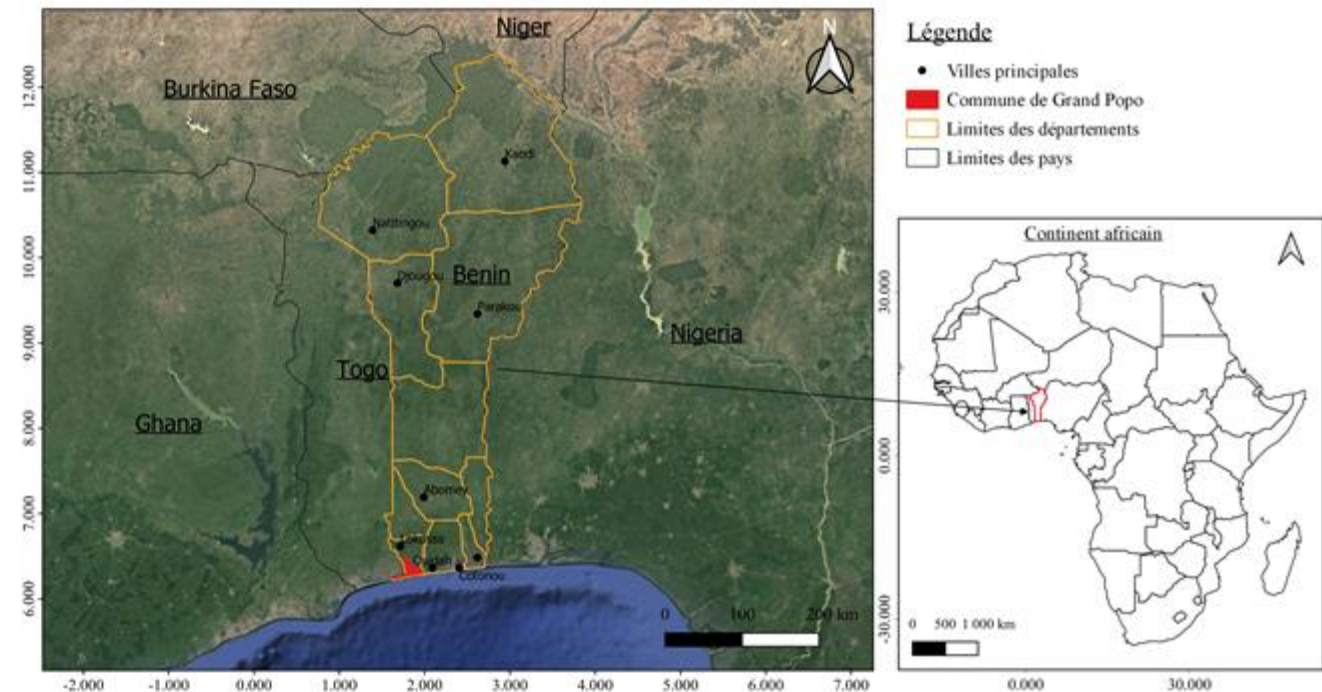 Niger
N
Burkina Faso
Kandi
Natitingou
Djougou
Benin
Parakou
Nigeria
Togo
Ghana
Abomey
Lokossa
Ouidah
Cotonou
0 100 200 km
12.000
11.000
10.000
9.000
8.000
7.000
6.000
-2.000 -1.000 0.000 1.000 2.000 3.000 4.000 5.000 6.000 7.000
Légende
Villes principales
Commune de Grand Popo
Limites des départements
Limites des pays
Continent africain
30.000
0.000
-30.000
0 500 1 000 km
0.000 30.000